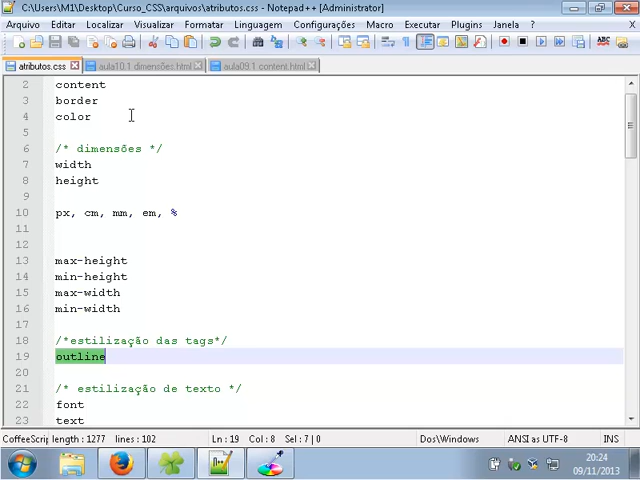 C:\Users\M1\Desktop\Curso_CSS\arquivos\atributos.css - Notepad++ [Administrator]
Arquivo Editar Localizar Visualizar Formatar Linguagem Configurações Macro Executar Plugins Janela ? X
atributos.css aula10.1 dimensões.html aula09.1 content.html
2 content
3 border
4 color
5
6 /* dimensões */
7 width
8 height
9
10 px, cm, mm, em, %
11
12
13 max-height
14 min-height
15 max-width
16 min-width
17
18 /*estilização das tags*/
19 outline
20
21 /* estilização de texto */
22 font
23 text
CoffeeScrip length : 1277 lines : 102 Ln : 19 Col : 8 Sel : 7 | 0 Dos\Windows ANSI as UTF-8 INS
20:24
09/11/2013